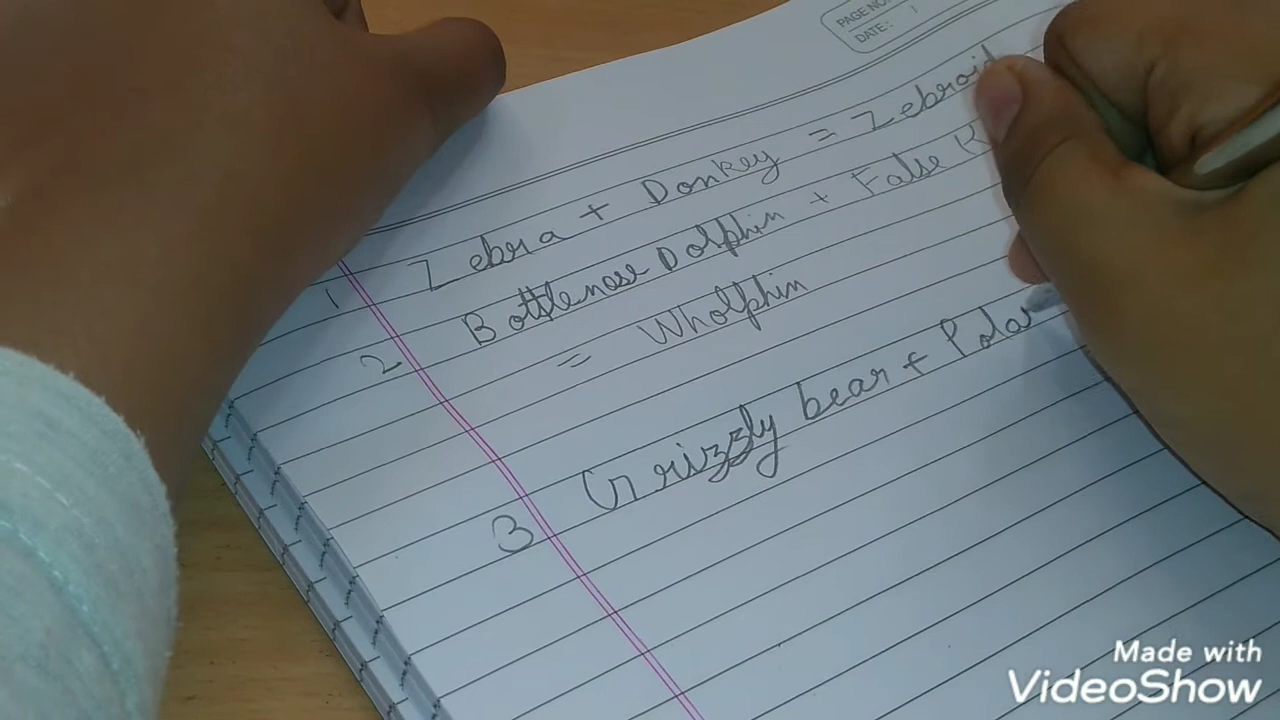 PAGE NO.
DATE:
1 Zebra + Donkey = Zebroid
2 Bottlenose Dolphin + False K
= Wholphin
3 Grizzly bear + Polar
Made with
VideoShow